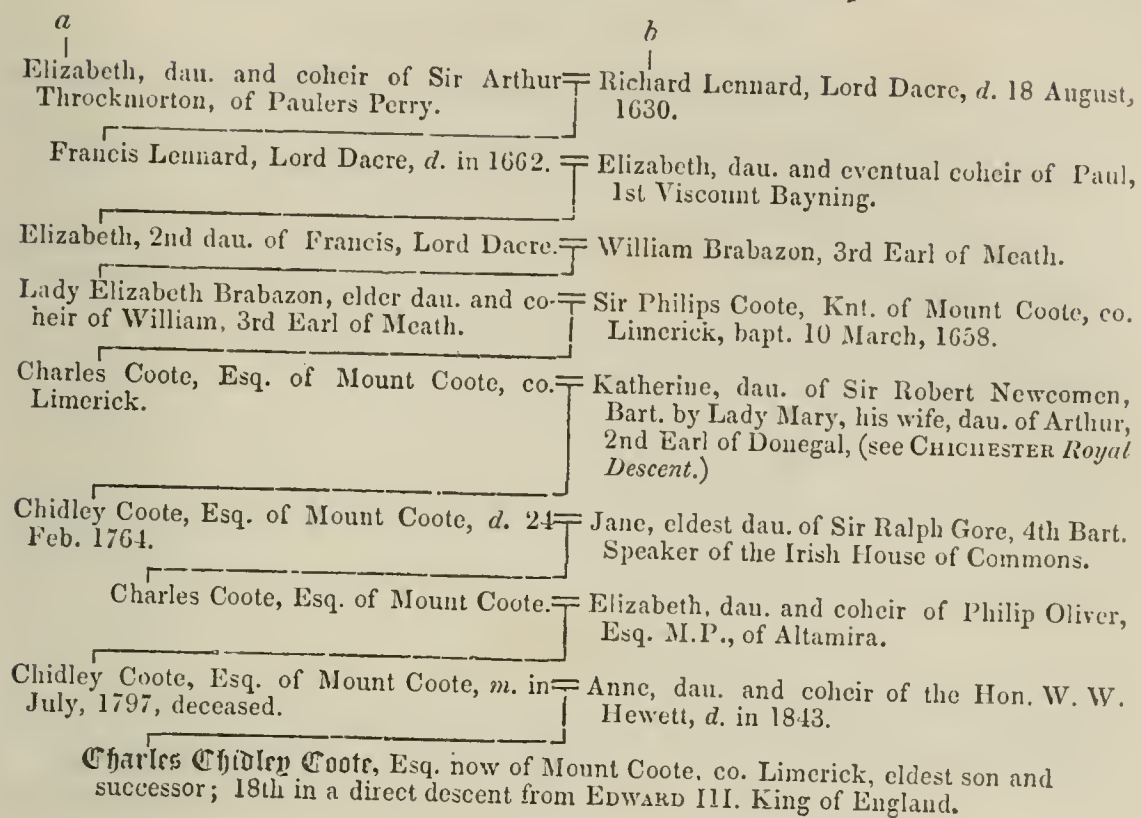 a
b
Elizabeth, dau. and coheir of Sir Arthur
Throckmorton, of Paulers Perry.
Richard Lennard, Lord Dacre, d. 18 August,
1630.
Francis Lennard, Lord Dacre, d. in 1662.
Elizabeth, dau. and eventual coheir of Paul,
1st Viscount Bayning.
Elizabeth, 2nd dau. of Francis, Lord Dacre.
William Brabazon, 3rd Earl of Meath.
Lady Elizabeth Brabazon, elder dau. and co-
heir of William, 3rd Earl of Meath.
Sir Philips Coote, Knt. of Mount Coote, co.
Limerick, bapt. 10 March, 1658.
Charles Coote, Esq. of Mount Coote, co.
Limerick.
Katherine, dau. of Sir Robert Newcomen,
Bart. by Lady Mary, his wife, dau. of Arthur,
2nd Earl of Donegal, (see CHICHESTER Royal
Descent.)
Chidley Coote, Esq. of Mount Coote, d. 24
Feb. 1764.
Jane, eldest dau. of Sir Ralph Gore, 4th Bart.
Speaker of the Irish House of Commons.
Charles Coote, Esq. of Mount Coote.
Elizabeth, dau. and coheir of Philip Oliver,
Esq. M.P., of Altamira.
Chidley Coote, Esq. of Mount Coote, m. in
July, 1797, deceased.
Anne, dau. and coheir of the Hon. W. W.
Hewett, d. in 1843.
Charles Chidley Coote, Esq. now of Mount Coote, co. Limerick, eldest son and
successor; 18th in a direct descent from EDWARD III. King of England.